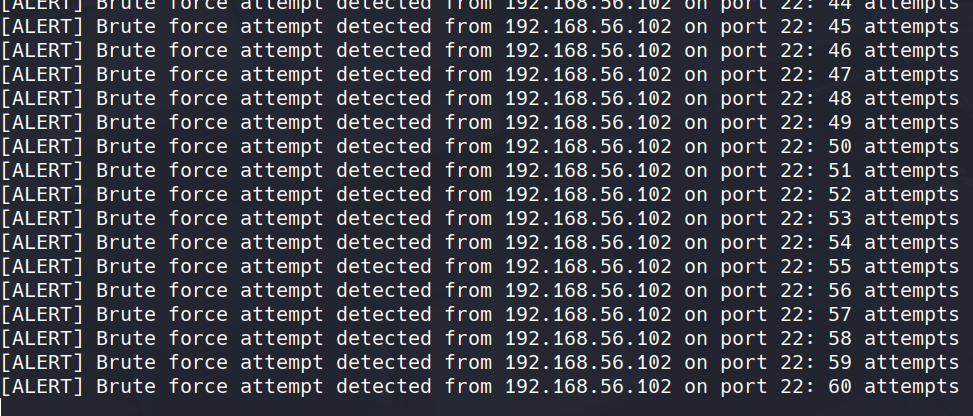 [ALERT] Brute force attempt detected from 192.168.56.102 on port 22: 44 attempts
[ALERT] Brute force attempt detected from 192.168.56.102 on port 22: 45 attempts
[ALERT] Brute force attempt detected from 192.168.56.102 on port 22: 46 attempts
[ALERT] Brute force attempt detected from 192.168.56.102 on port 22: 47 attempts
[ALERT] Brute force attempt detected from 192.168.56.102 on port 22: 48 attempts
[ALERT] Brute force attempt detected from 192.168.56.102 on port 22: 49 attempts
[ALERT] Brute force attempt detected from 192.168.56.102 on port 22: 50 attempts
[ALERT] Brute force attempt detected from 192.168.56.102 on port 22: 51 attempts
[ALERT] Brute force attempt detected from 192.168.56.102 on port 22: 52 attempts
[ALERT] Brute force attempt detected from 192.168.56.102 on port 22: 53 attempts
[ALERT] Brute force attempt detected from 192.168.56.102 on port 22: 54 attempts
[ALERT] Brute force attempt detected from 192.168.56.102 on port 22: 55 attempts
[ALERT] Brute force attempt detected from 192.168.56.102 on port 22: 56 attempts
[ALERT] Brute force attempt detected from 192.168.56.102 on port 22: 57 attempts
[ALERT] Brute force attempt detected from 192.168.56.102 on port 22: 58 attempts
[ALERT] Brute force attempt detected from 192.168.56.102 on port 22: 59 attempts
[ALERT] Brute force attempt detected from 192.168.56.102 on port 22: 60 attempts